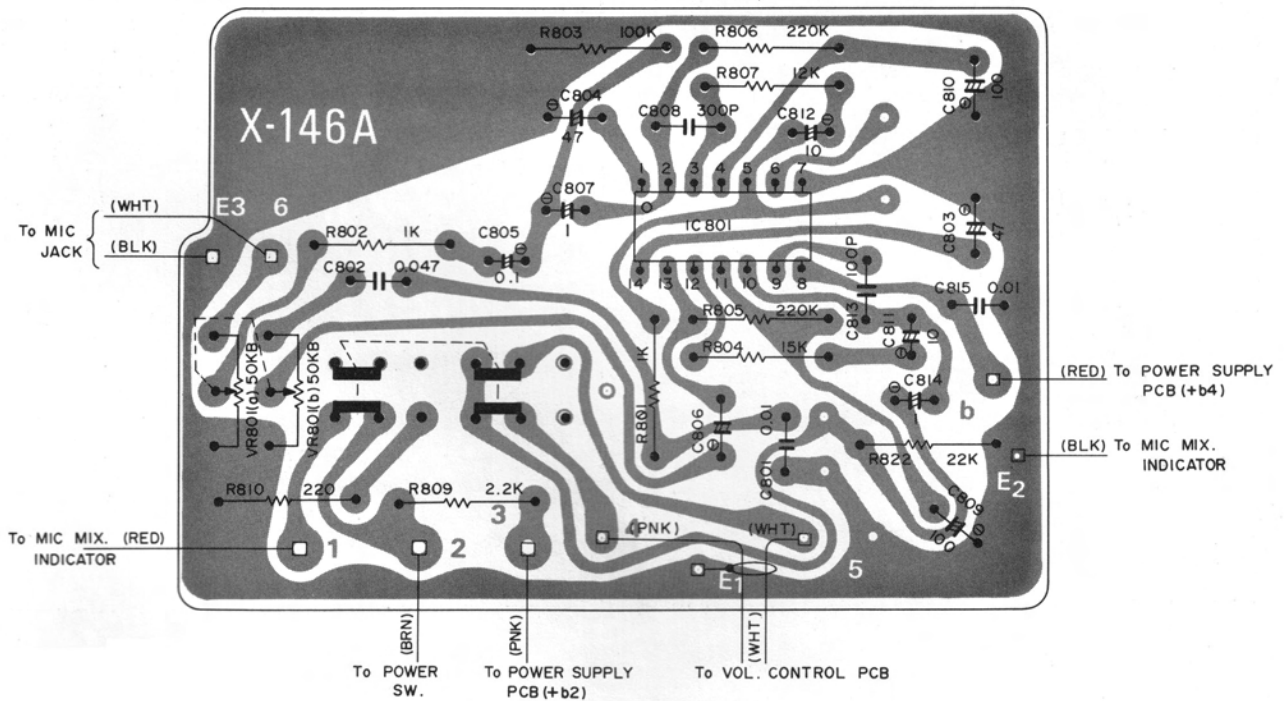 R803 100K R806 220K
R807 12K
C810 100
C804
47
C808 300P
C812
10
X-146A
1 2 3 4 5 6 7
C807
1
IC801
C803 47
(WHT)
To MIC JACK
(BLK)
E3 6
R802 1K
C805
0.1
C802 0.047
14 13 12 11 10 9 8
100P
C813
C815 0.01
R805 220K
C811 10
R804 15K
1K
R801
VR801(a) 50KB
VR801(b) 50KB
C814
1
b
(RED) To POWER SUPPLY
PCB (+b4)
C806
0.01
C801
R822 22K
(BLK) To MIC MIX.
INDICATOR
E2
R810 220
R809 2.2K
3
C809
100
To MIC MIX. (RED)
INDICATOR
1
2
4
(PNK)
(WHT)
5
E1
(BRN)
(PNK)
(WHT)
To POWER
SW.
To POWER SUPPLY
PCB (+b2)
To VOL. CONTROL PCB